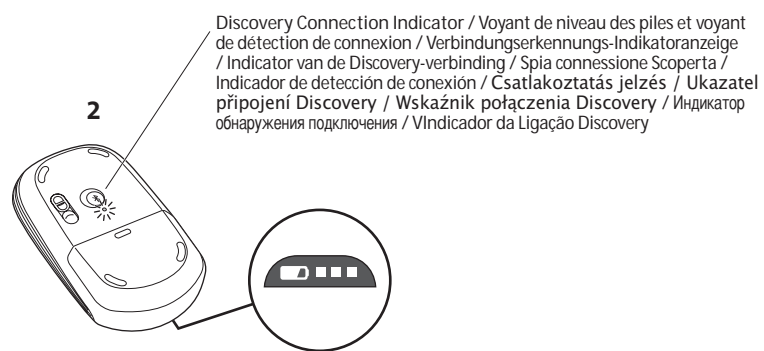 Discovery Connection Indicator / Voyant de niveau des piles et voyant
de détection de connexion / Verbindungserkennungs-Indikatoranzeige
/ Indicator van de Discovery-verbinding / Spia connessione Scoperta /
Indicador de detección de conexión / Csatlakoztatás jelzés / Ukazatel
připojení Discovery / Wskaźnik połączenia Discovery / Индикатор
обнаружения подключения / VIndicador da Ligação Discovery
2